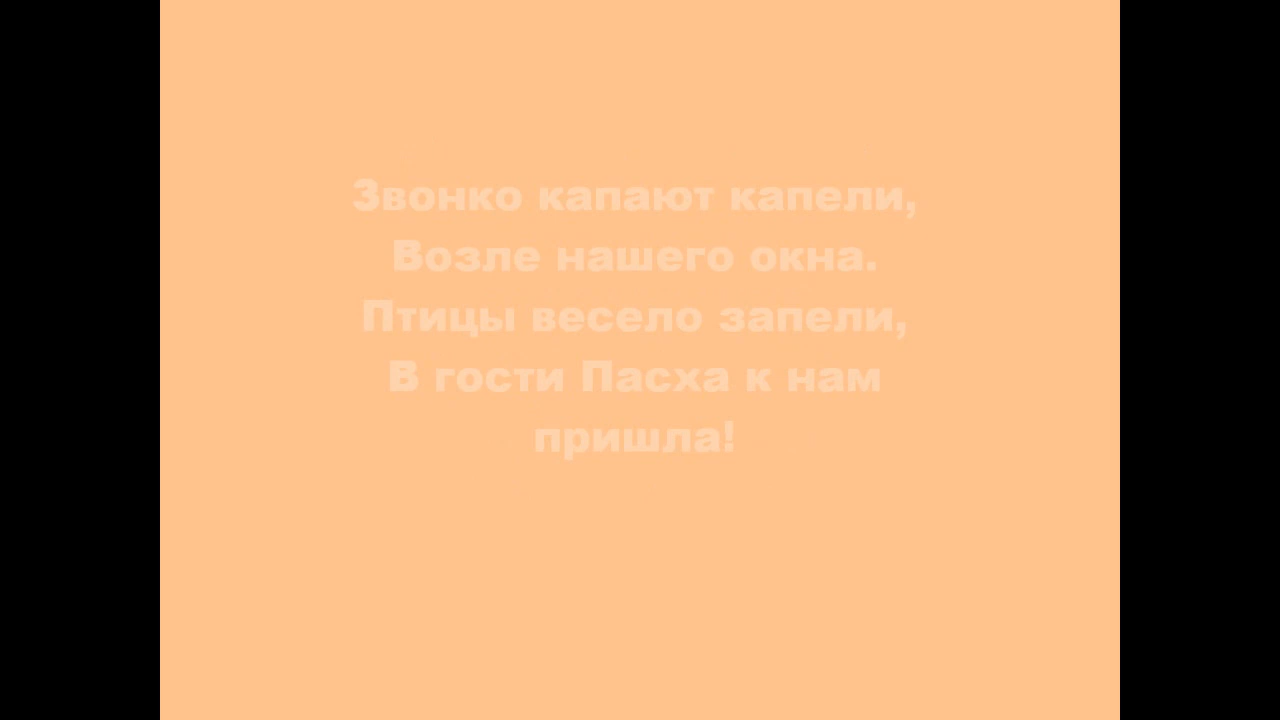 Звонко капают капели,
Возле нашего окна.
Птицы весело запели,
В гости Пасха к нам
пришла!